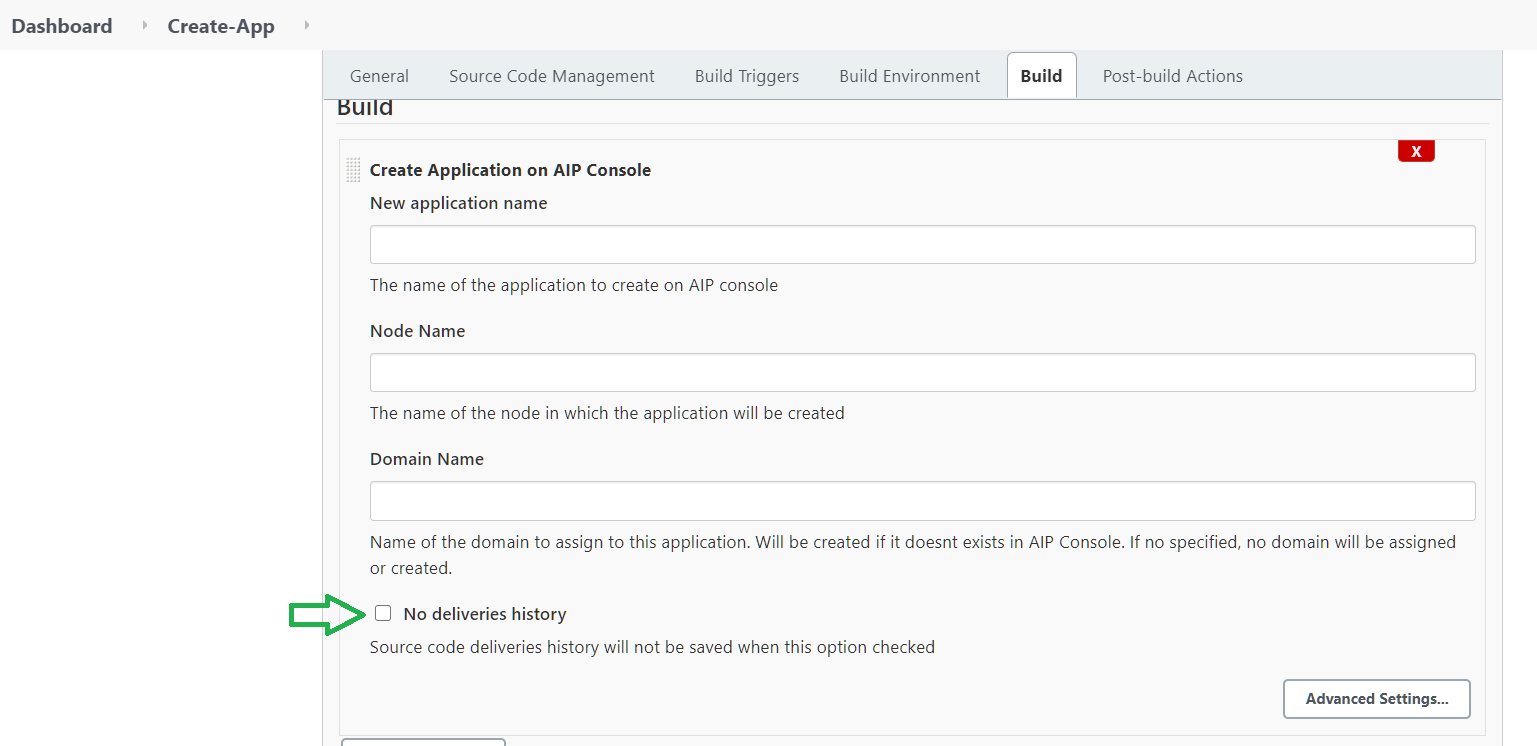 Dashboard Create-App
General Source Code Management Build Triggers Build Environment Build Post-build Actions
Build
X
Create Application on AIP Console
New application name
The name of the application to create on AIP console
Node Name
The name of the node in which the application will be created
Domain Name
Name of the domain to assign to this application. Will be created if it doesnt exists in AIP Console. If no specified, no domain will be assigned
or created.
No deliveries history
Source code deliveries history will not be saved when this option checked
Advanced Settings...